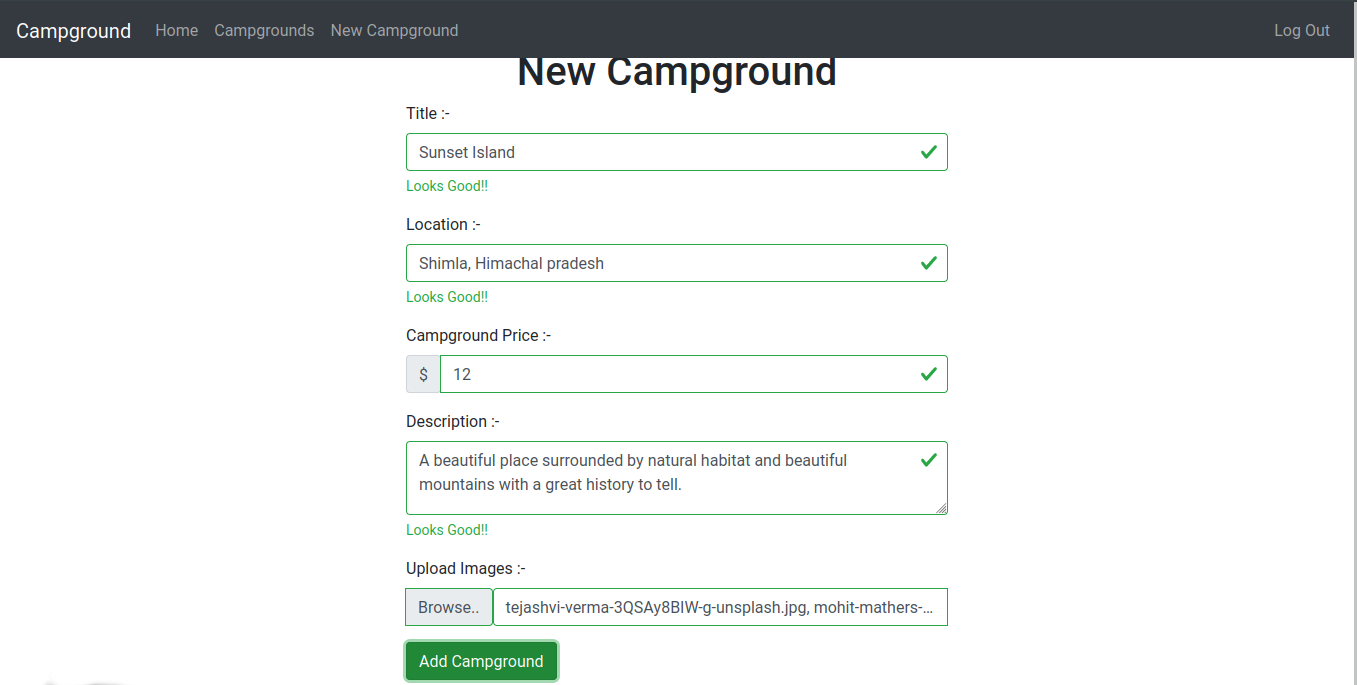 Campground Home Campgrounds New Campground Log Out
New Campground
Title :-
Sunset Island
Looks Good!!
Location :-
Shimla, Himachal pradesh
Looks Good!!
Campground Price :-
$ 12
Description :-
A beautiful place surrounded by natural habitat and beautiful
mountains with a great history to tell.
Looks Good!!
Upload Images :-
Browse.. tejashvi-verma-3QSAy8BIW-g-unsplash.jpg, mohit-mathers-...
Add Campground